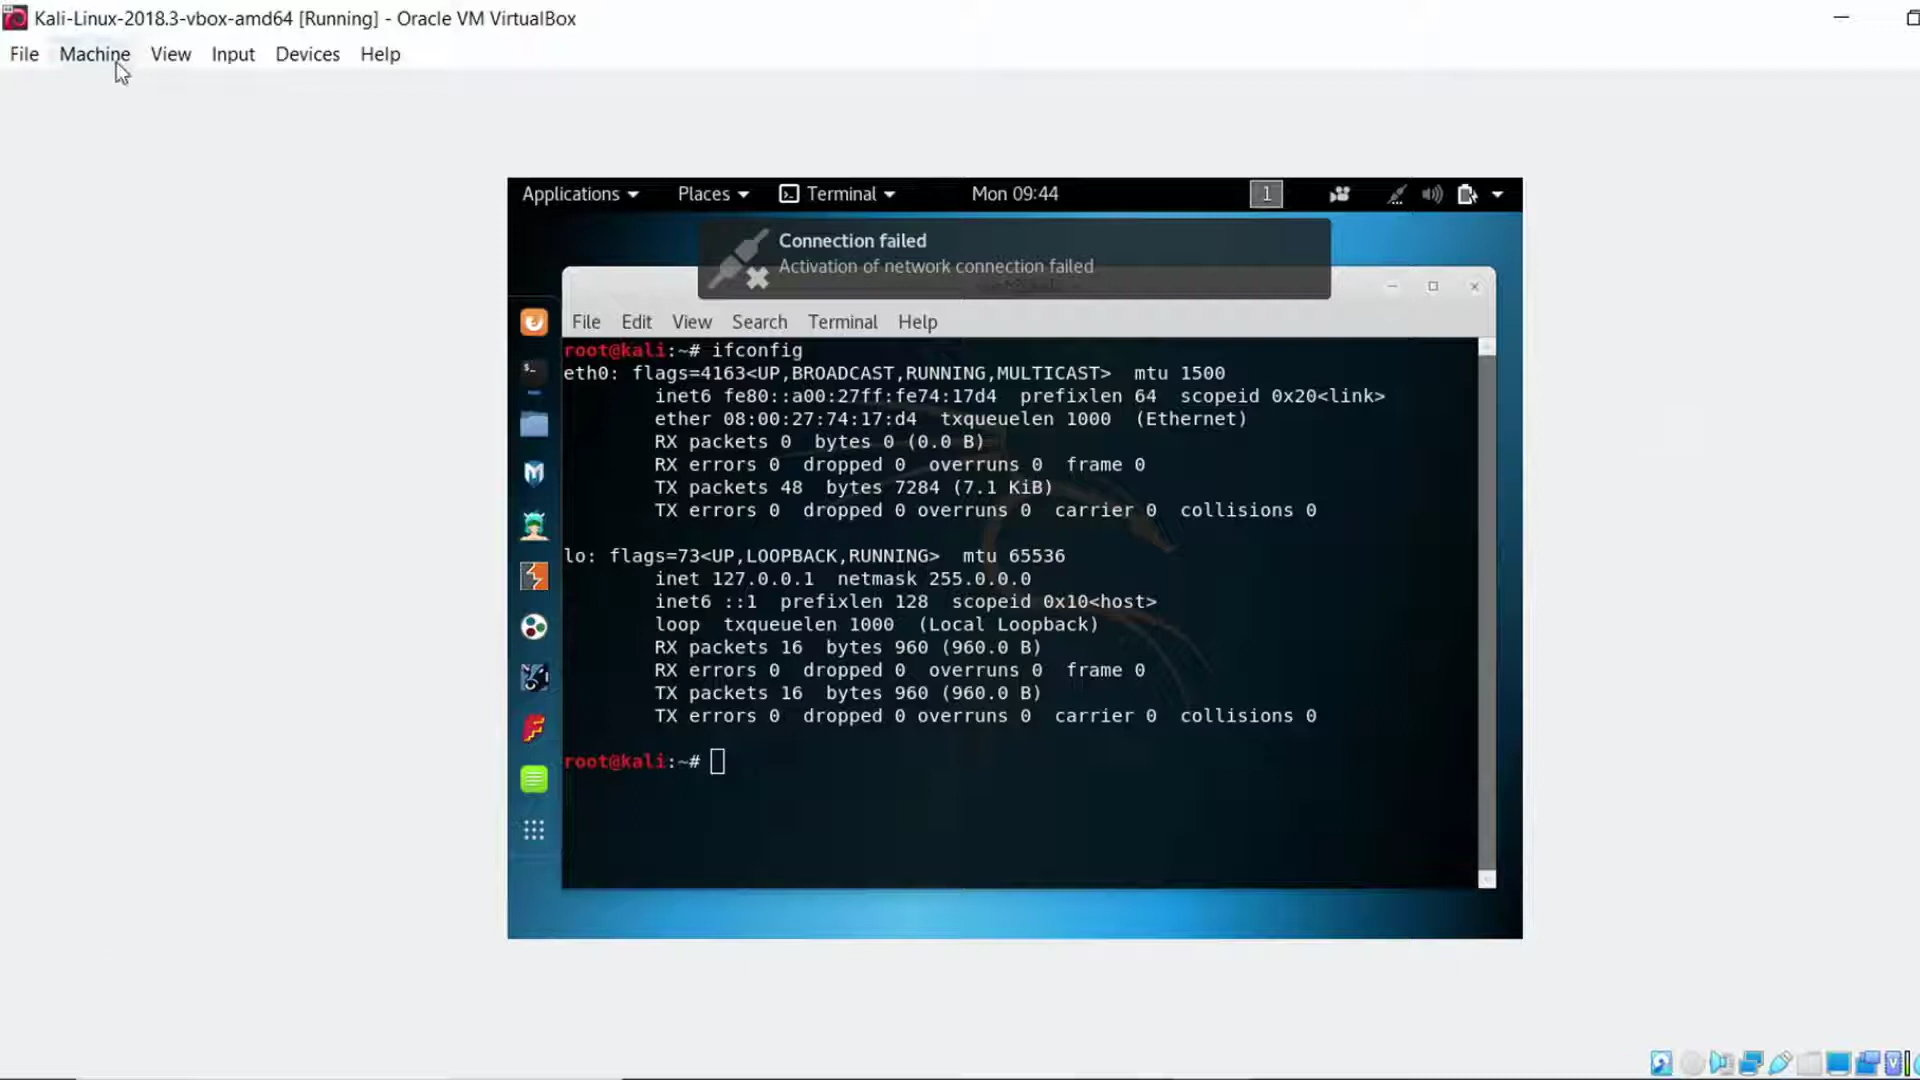 Kali-Linux-2018.3-vbox-amd64 [Running] - Oracle VM VirtualBox
File Machine View Input Devices Help
Applications Places Terminal Mon 09:44 1
Connection failed
Activation of network connection failed
File Edit View Search Terminal Help
root@kali:~# ifconfig
eth0: flags=4163<UP,BROADCAST,RUNNING,MULTICAST>  mtu 1500
        inet6 fe80::a00:27ff:fe74:17d4  prefixlen 64  scopeid 0x20<link>
        ether 08:00:27:74:17:d4  txqueuelen 1000  (Ethernet)
        RX packets 0  bytes 0 (0.0 B)
        RX errors 0  dropped 0  overruns 0  frame 0
        TX packets 48  bytes 7284 (7.1 KiB)
        TX errors 0  dropped 0 overruns 0  carrier 0  collisions 0
lo: flags=73<UP,LOOPBACK,RUNNING>  mtu 65536
        inet 127.0.0.1  netmask 255.0.0.0
        inet6 ::1  prefixlen 128  scopeid 0x10<host>
        loop  txqueuelen 1000  (Local Loopback)
        RX packets 16  bytes 960 (960.0 B)
        RX errors 0  dropped 0  overruns 0  frame 0
        TX packets 16  bytes 960 (960.0 B)
        TX errors 0  dropped 0 overruns 0  carrier 0  collisions 0
root@kali:~#